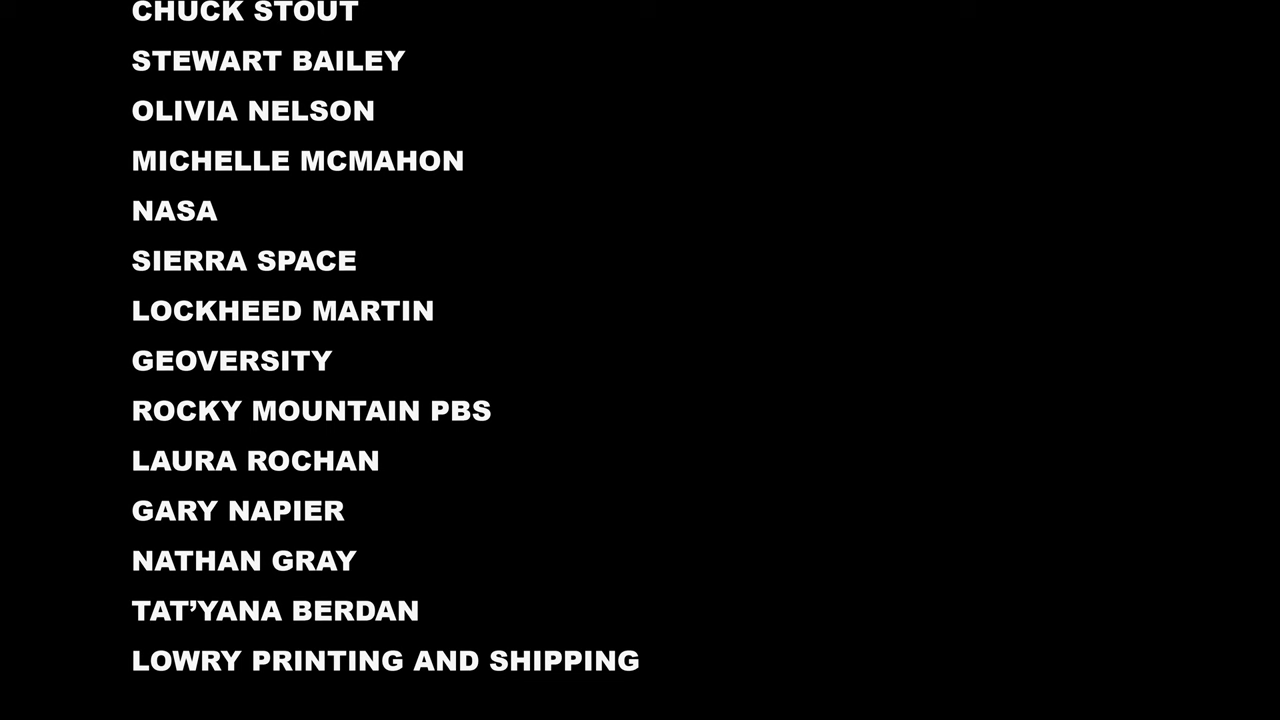 CHUCK STOUT
STEWART BAILEY
OLIVIA NELSON
MICHELLE MCMAHON
NASA
SIERRA SPACE
LOCKHEED MARTIN
GEOVERSITY
ROCKY MOUNTAIN PBS
LAURA ROCHAN
GARY NAPIER
NATHAN GRAY
TAT’YANA BERDAN
LOWRY PRINTING AND SHIPPING